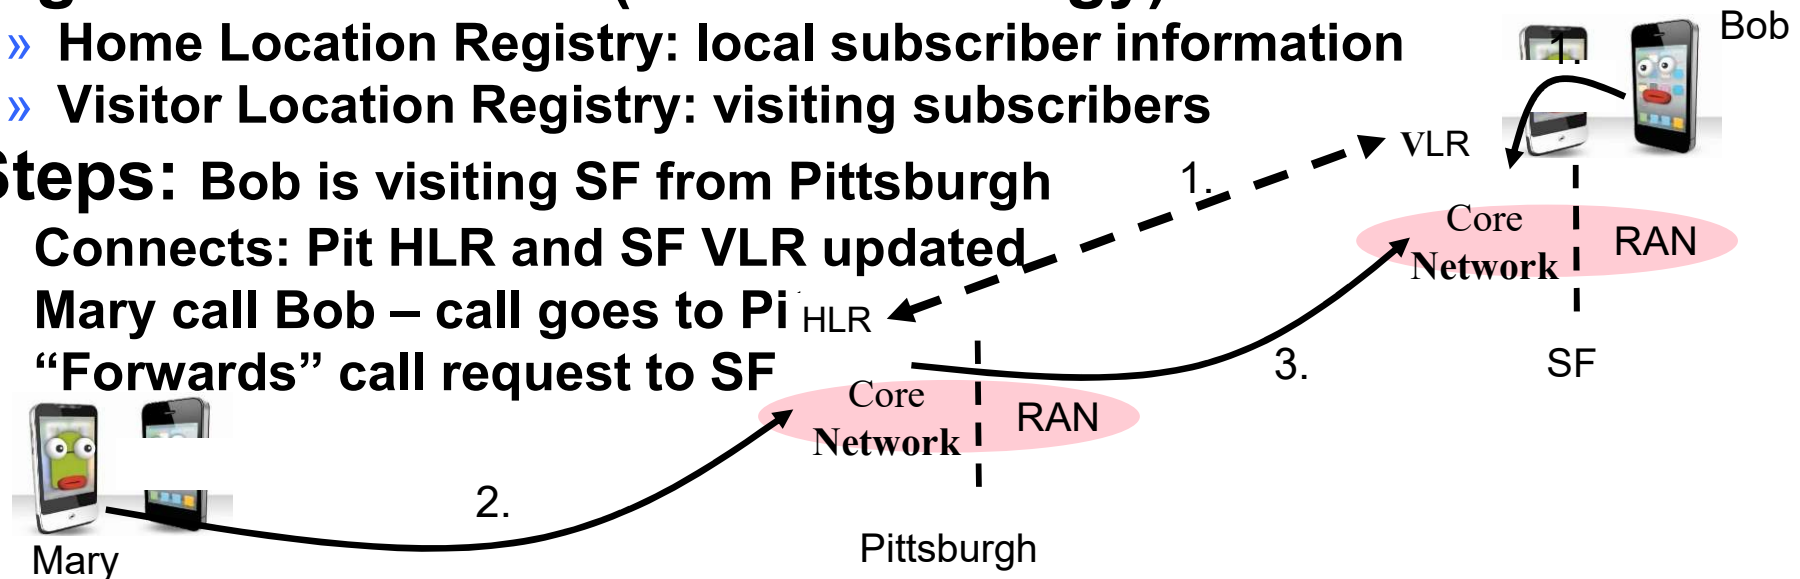 » Home Location Registry: local subscriber information
» Visitor Location Registry: visiting subscribers
Steps: Bob is visiting SF from Pittsburgh
Connects: Pit HLR and SF VLR updated
Mary call Bob – call goes to Pi
“Forwards” call request to SF
Bob
1.
VLR
1.
Core
Network
RAN
HLR
3.
SF
Core
Network
RAN
2.
Pittsburgh
Mary